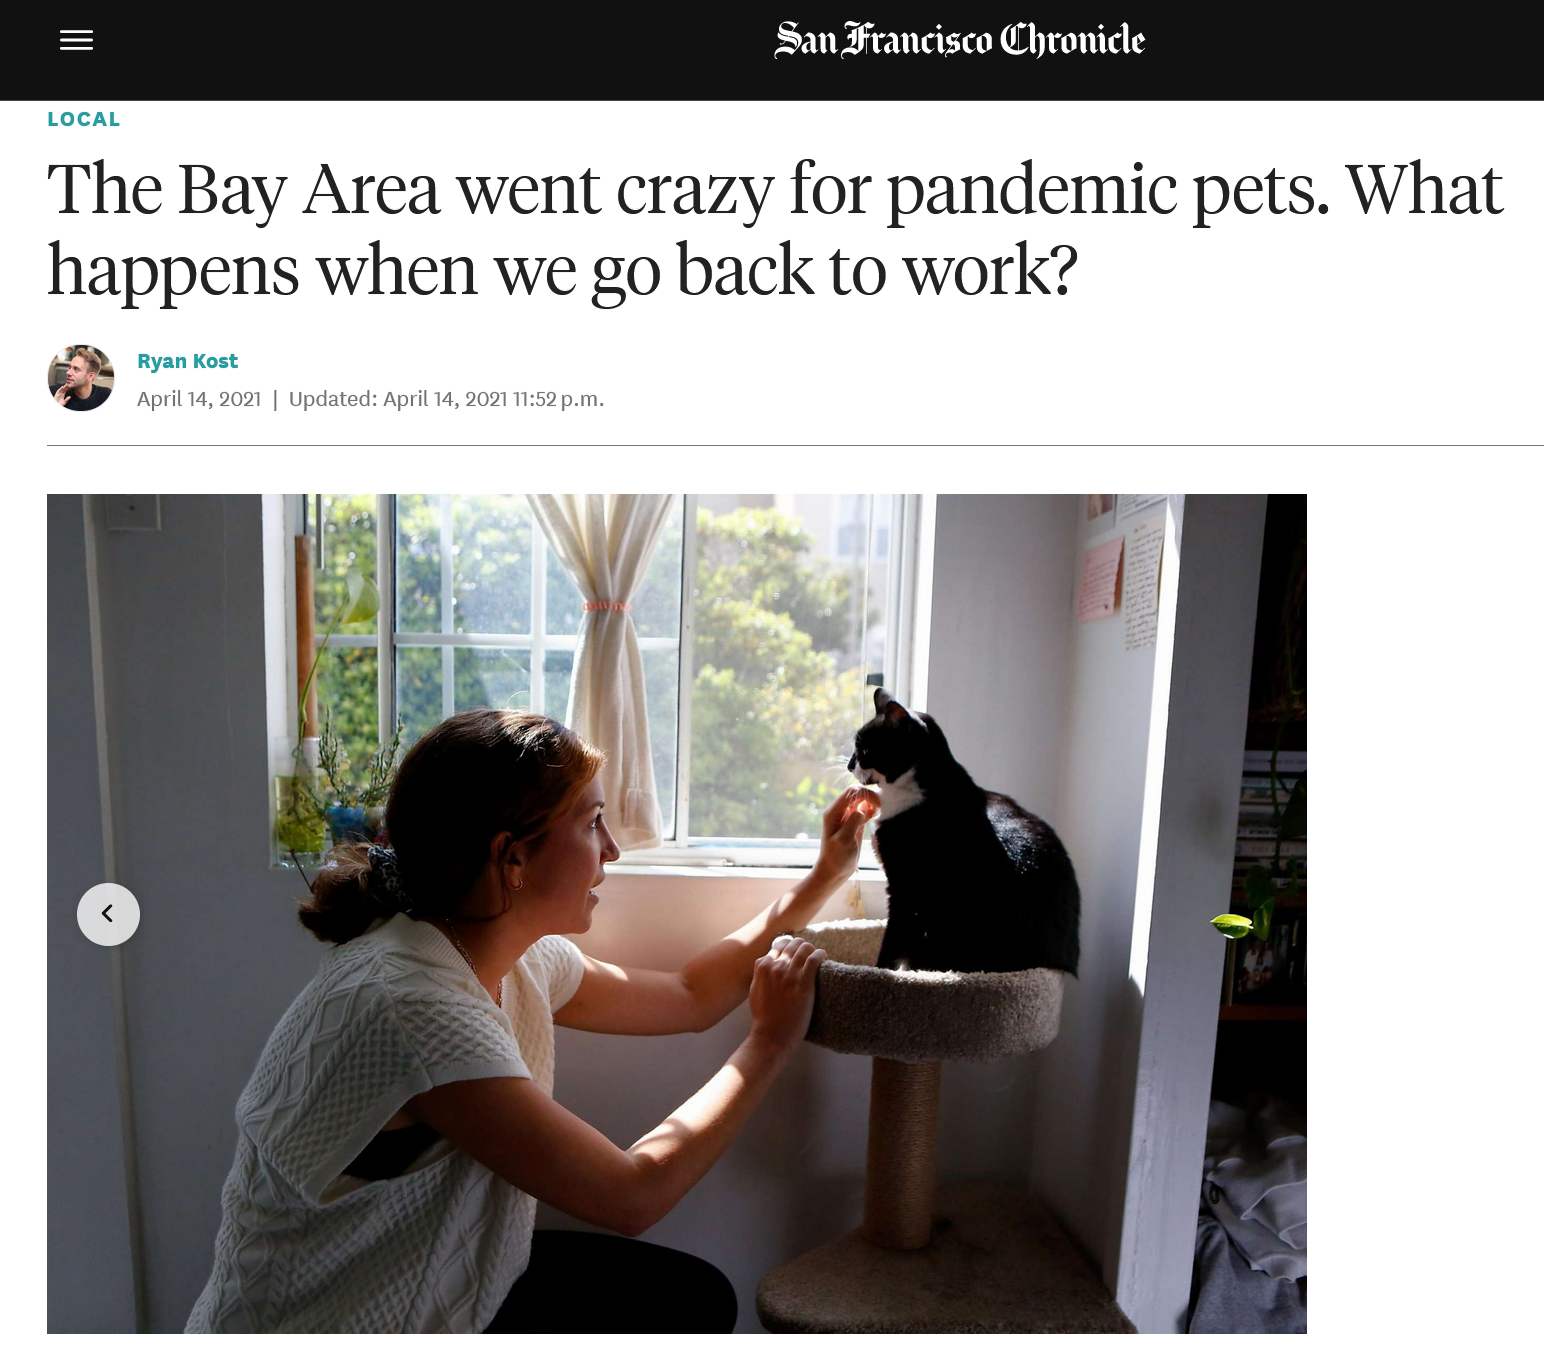 San Francisco Chronicle
LOCAL
The Bay Area went crazy for pandemic pets. What
happens when we go back to work?
Ryan Kost
April 14, 2021 | Updated: April 14, 2021 11:52 p.m.